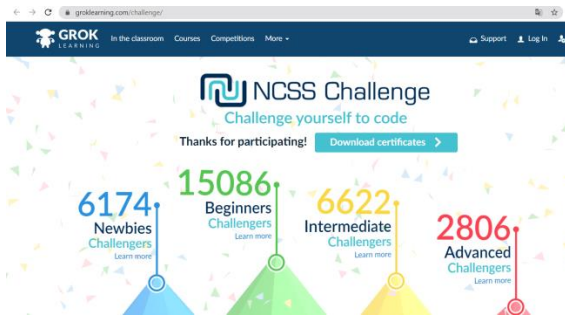 groklearning.com/challenge/
GROK
LEARNING
In the classroom Courses Competitions More
Support Log In
NCSS Challenge
Challenge yourself to code
Thanks for participating! Download certificates
6174
Newbies
Challengers
Learn more
15086
Beginners
Challengers
Learn more
6622
Intermediate
Challengers
Learn more
2806
Advanced
Challengers
Learn more